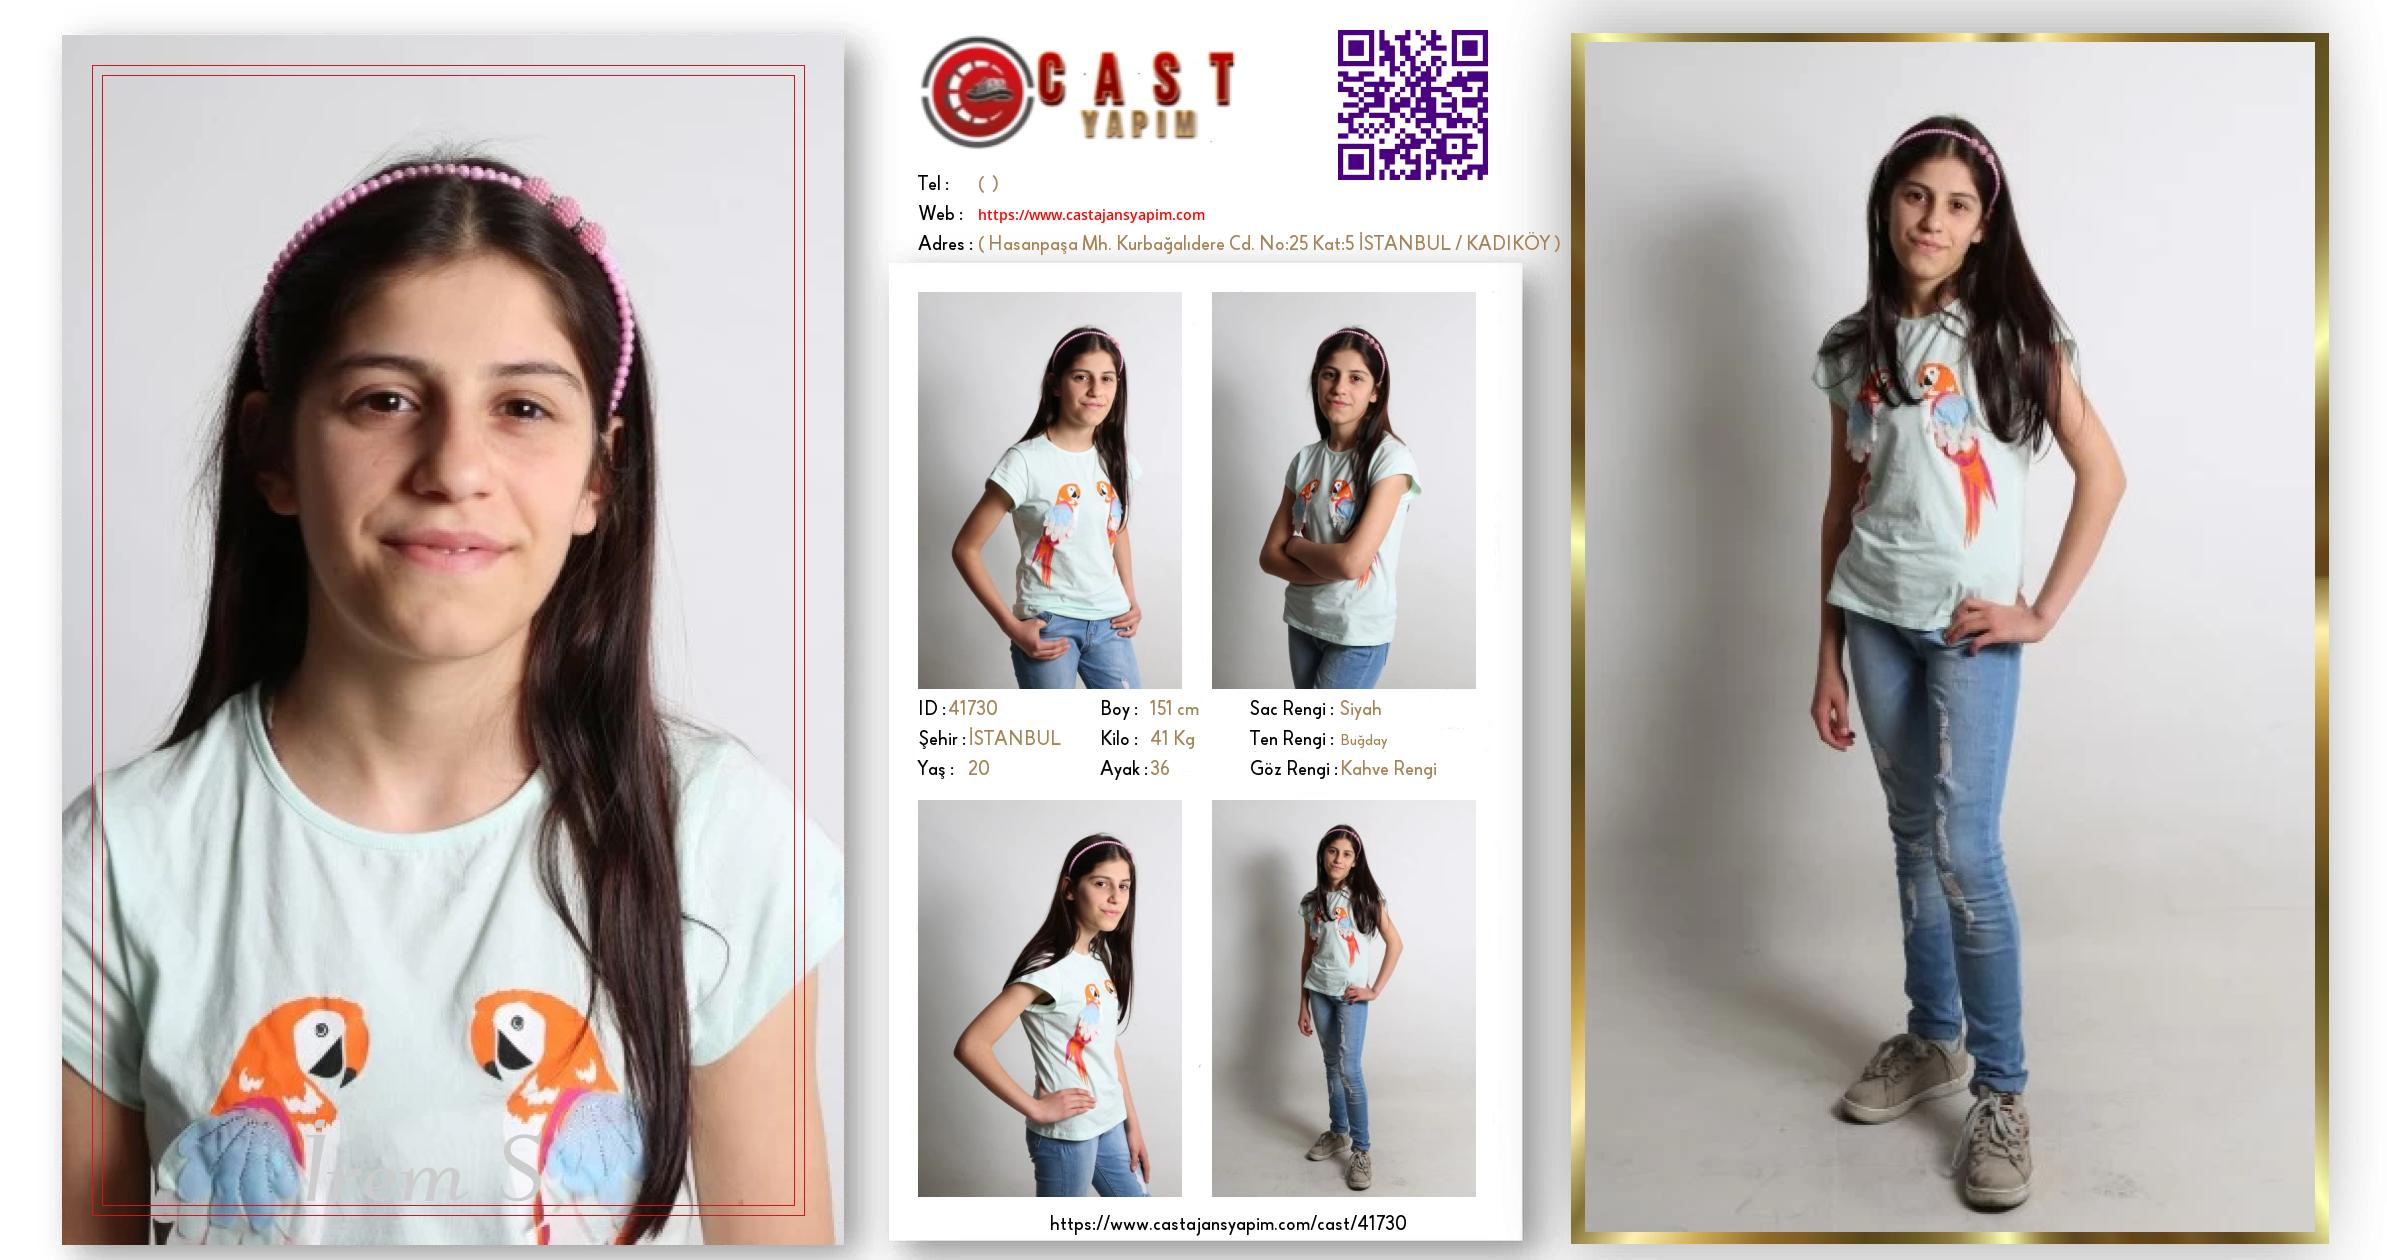 CAST
YAPIM
Tel : ( )
Web : https://www.castajansyapim.com
Adres : ( Hasanpaşa Mh. Kurbağalıdere Cd. No:25 Kat:5 İSTANBUL / KADIKÖY )
ID : 41730 Boy : 151 cm Sac Rengi : Siyah
Şehir : İSTANBUL Kilo : 41 Kg Ten Rengi : Buğday
Yaş : 20 Ayak : 36 Göz Rengi : Kahve Rengi
İrem S
https://www.castajansyapim.com/cast/41730